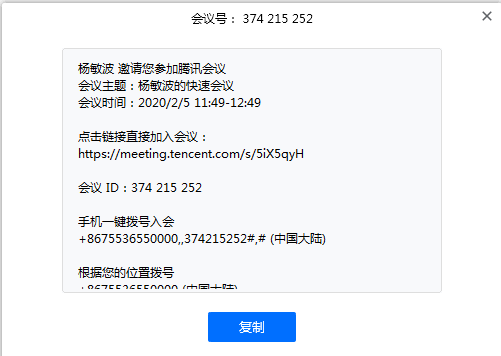 会议号： 374 215 252
杨敏波 邀请您参加腾讯会议
会议主题：杨敏波的快速会议
会议时间：2020/2/5 11:49-12:49
点击链接直接加入会议：
https://meeting.tencent.com/s/5iX5qyH
会议 ID：374 215 252
手机一键拨号入会
+8675536550000,,374215252#,# (中国大陆)
根据您的位置拨号
+8675536550000 (中国大陆)
复制